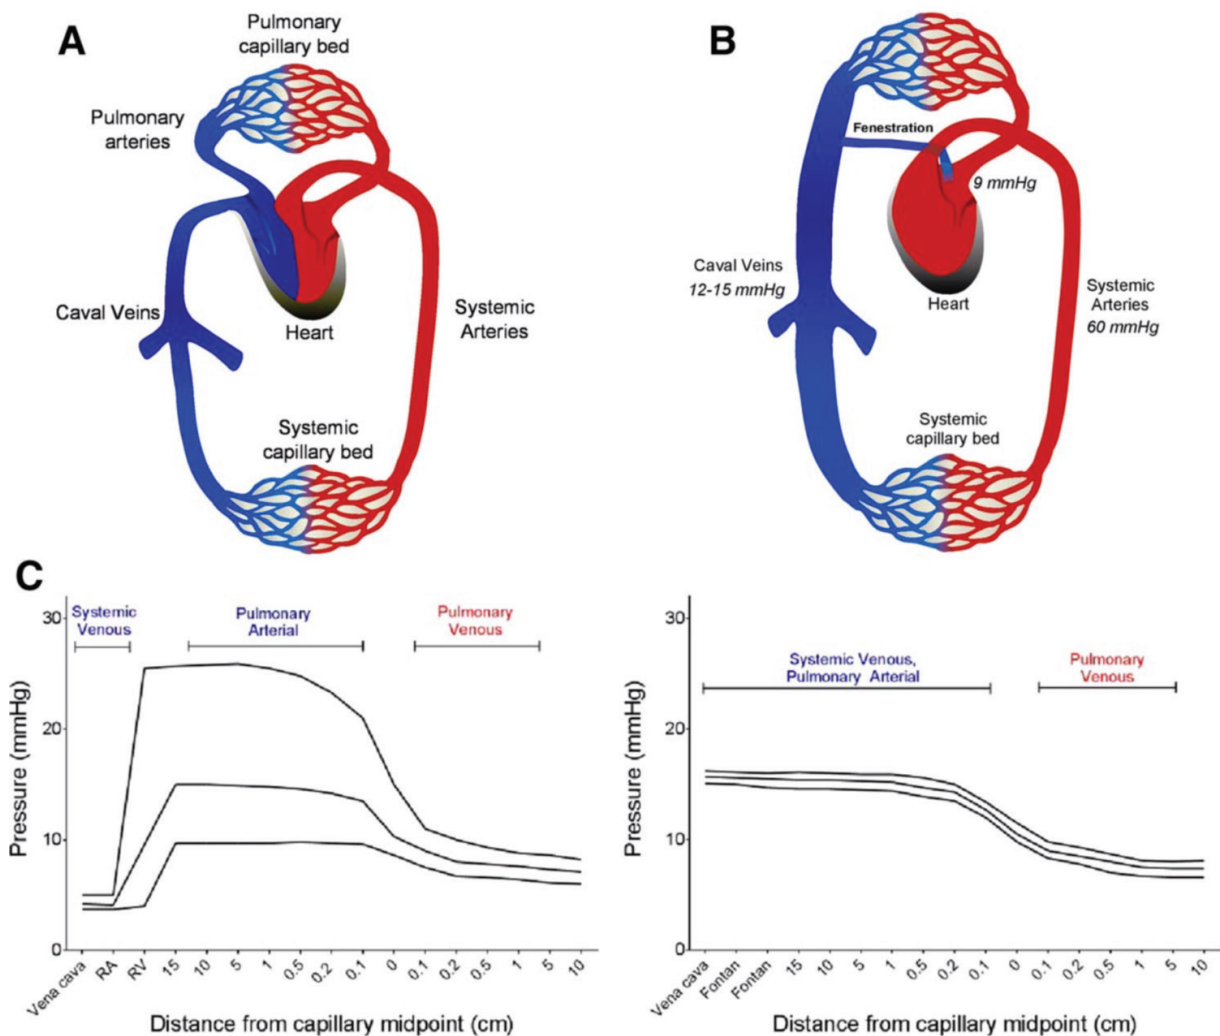 A
Pulmonary
capillary bed
Pulmonary
arteries
Caval Veins
Heart
Systemic
Arteries
Systemic
capillary bed
B
Fenestration
9 mmHg
Caval Veins
12-15 mmHg
Heart
Systemic
Arteries
60 mmHg
Systemic
capillary bed
C
Systemic
Venous
Pulmonary
Arterial
Pulmonary
Venous
Pressure (mmHg)
30
20
10
0
Vena cava RA RV 15 10 5 1 0.5 0.2 0.1 0 0.1 0.2 0.5 1 5 10
Distance from capillary midpoint (cm)
Systemic Venous,
Pulmonary Arterial
Pulmonary
Venous
Pressure (mmHg)
30
20
10
0
Vena cava Fontan Fontan 15 10 5 1 0.5 0.2 0.1 0 0.1 0.2 0.5 1 5 10
Distance from capillary midpoint (cm)